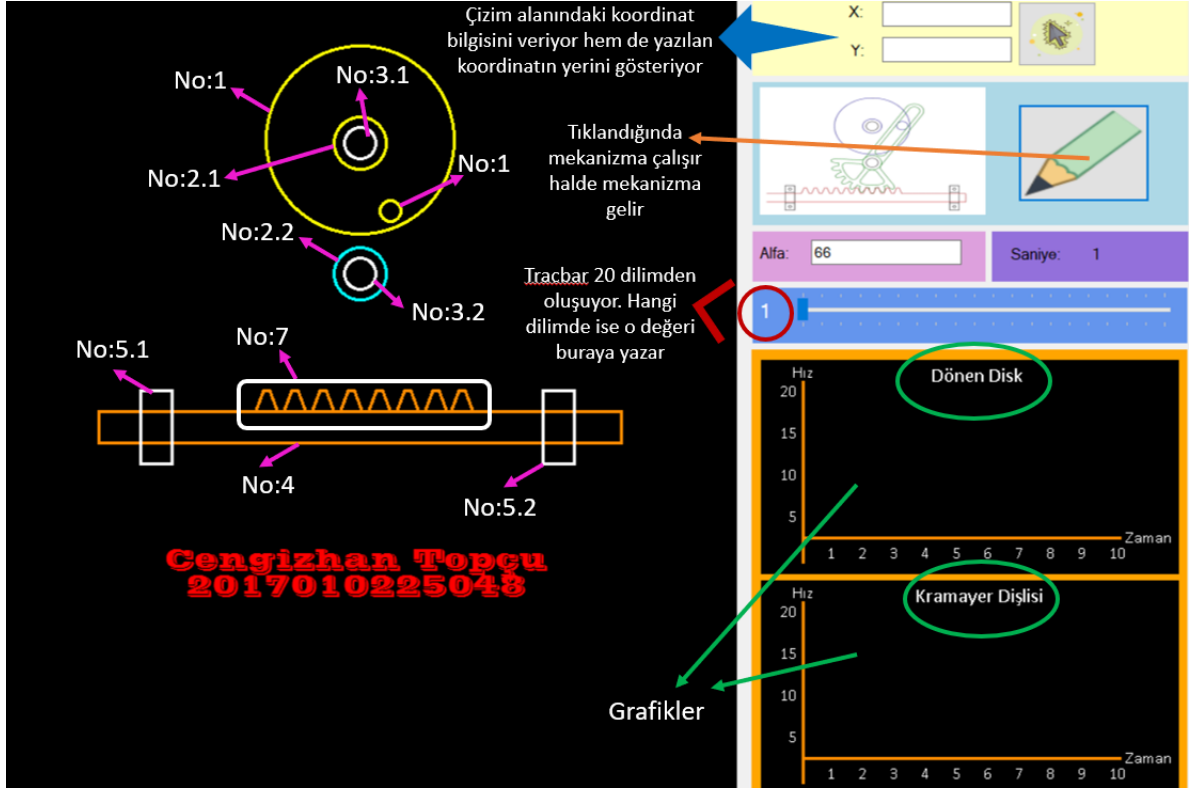 Çizim alanındaki koordinat
bilgisini veriyor hem de yazılan
koordinatın yerini gösteriyor
X:
Y:
No:1
No:3.1
No:2.1
No:1
No:2.2
No:3.2
Tıklandığında
mekanizma çalışır
halde mekanizma
gelir
Alfa:
66
Saniye:
1
Tracbar 20 dilimden
oluşuyor. Hangi
dilimde ise o değeri
buraya yazar
1
No:5.1
No:7
No:4
No:5.2
Cengizhan Topçu
2017010225048
Hız
Dönen Disk
20
15
10
5
Zaman
1 2 3 4 5 6 7 8 9 10
Hız
Kramayer Dişlisi
20
15
10
5
Zaman
1 2 3 4 5 6 7 8 9 10
Grafikler